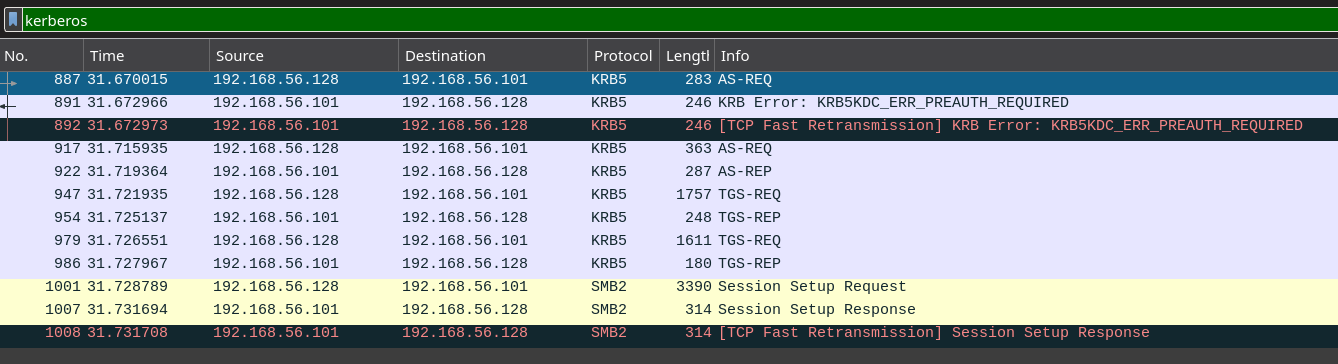 kerberos
No. Time Source Destination Protocol Lengtl Info
887 31.670015 192.168.56.128 192.168.56.101 KRB5 283 AS-REQ
891 31.672966 192.168.56.101 192.168.56.128 KRB5 246 KRB Error: KRB5KDC_ERR_PREAUTH_REQUIRED
892 31.672973 192.168.56.101 192.168.56.128 KRB5 246 [TCP Fast Retransmission] KRB Error: KRB5KDC_ERR_PREAUTH_REQUIRED
917 31.715935 192.168.56.128 192.168.56.101 KRB5 363 AS-REQ
922 31.719364 192.168.56.101 192.168.56.128 KRB5 287 AS-REP
947 31.721935 192.168.56.128 192.168.56.101 KRB5 1757 TGS-REQ
954 31.725137 192.168.56.101 192.168.56.128 KRB5 248 TGS-REP
979 31.726551 192.168.56.128 192.168.56.101 KRB5 1611 TGS-REQ
986 31.727967 192.168.56.101 192.168.56.128 KRB5 180 TGS-REP
1001 31.728789 192.168.56.128 192.168.56.101 SMB2 3390 Session Setup Request
1007 31.731694 192.168.56.101 192.168.56.128 SMB2 314 Session Setup Response
1008 31.731708 192.168.56.101 192.168.56.128 SMB2 314 [TCP Fast Retransmission] Session Setup Response